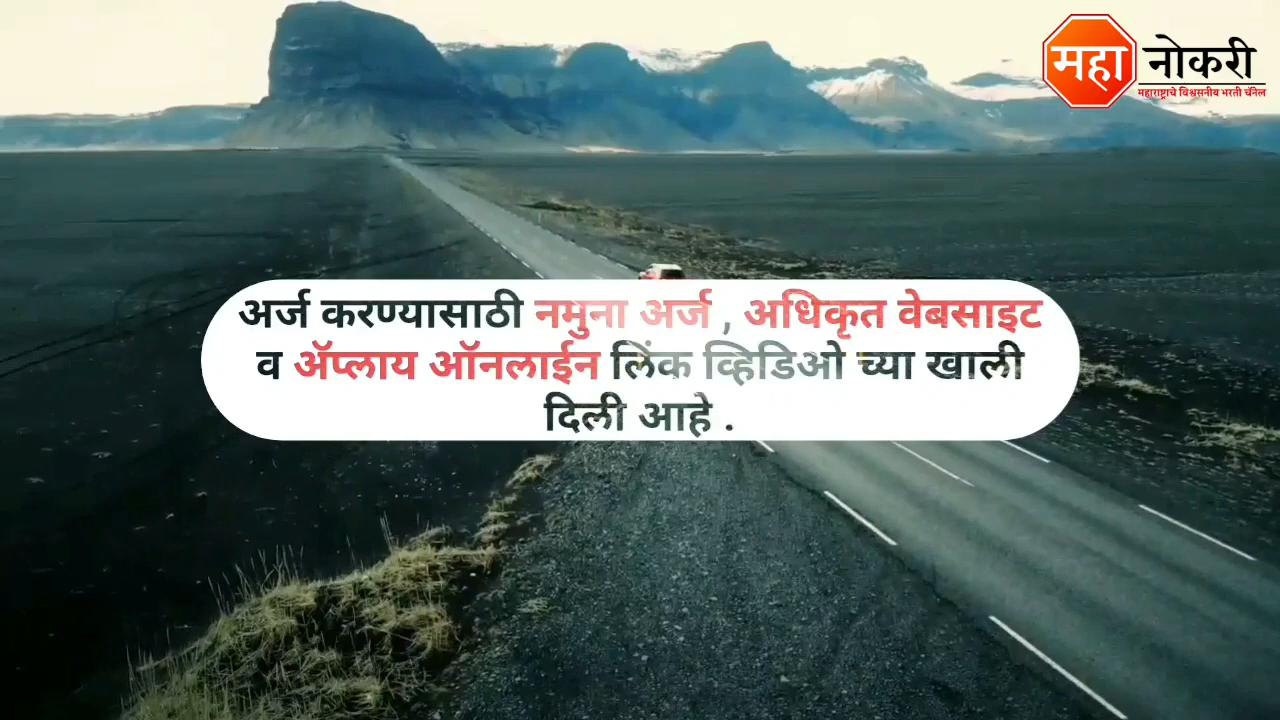 महा नोकरी
महाराष्ट्राचे विश्वसनीय भरती चॅनेल
अर्ज करण्यासाठी नमुना अर्ज , अधिकृत वेबसाइट
व ॲप्लाय ऑनलाईन लिंक व्हिडिओ च्या खाली
दिली आहे .